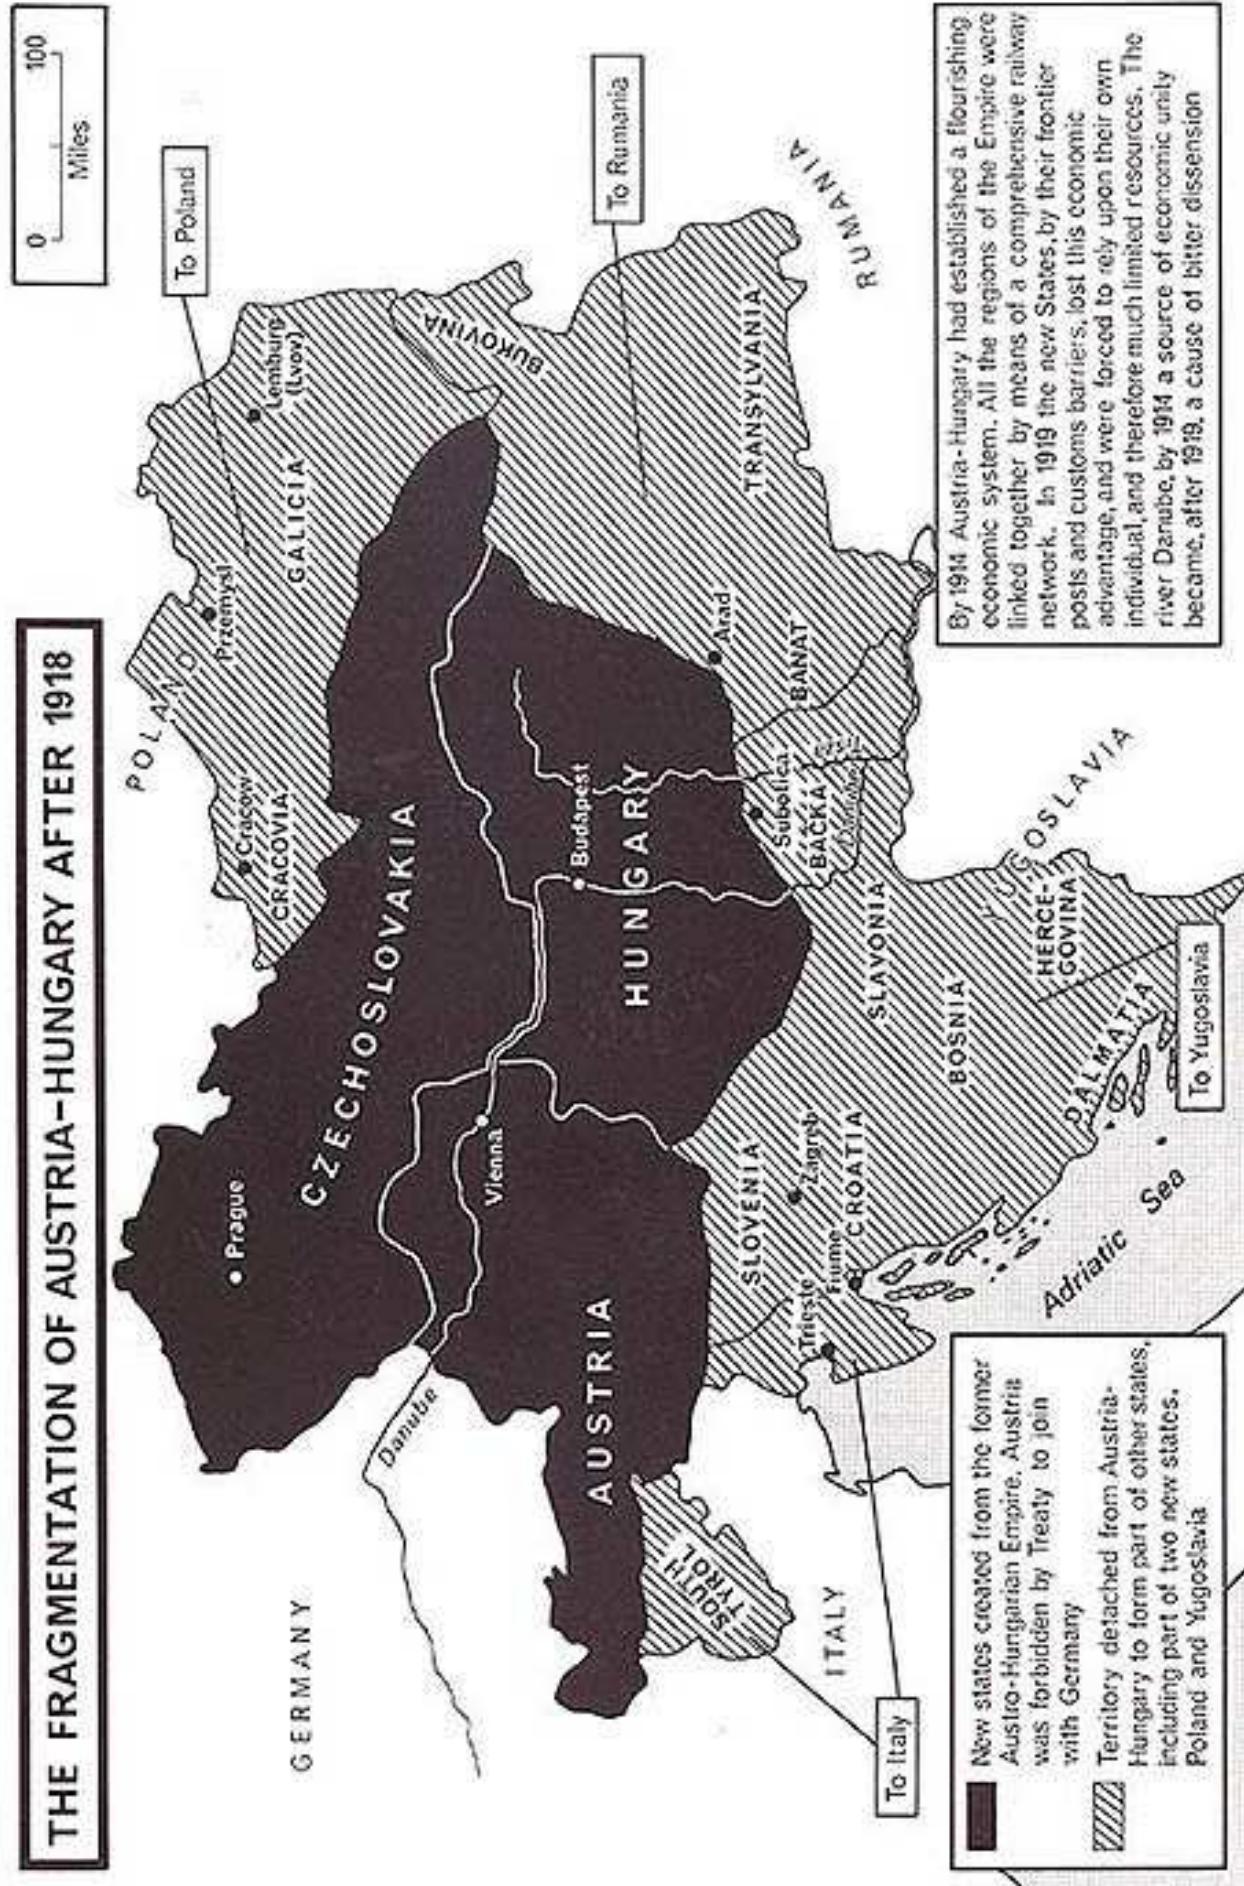 THE FRAGMENTATION OF AUSTRIA-HUNGARY AFTER 1918
0 100
Miles
To Poland
POLAND
Cracow
CRACOVIA
Przemysl
GALICIA
Lemburg
(Lvov)
BUKOVINA
To Rumania
RUMANIA
TRANSYLVANIA
GERMANY
Prague
CZECHOSLOVAKIA
Danube
Vienna
AUSTRIA
Budapest
HUNGARY
Arad
BANAT
Subotica
BAČKA
Danube
SOUTH
TYROL
ITALY
To Italy
SLOVENIA
Trieste
Fiume
Zagreb
CROATIA
SLAVONIA
BOSNIA
HERCE-
GOVINA
DALMATIA
YUGOSLAVIA
To Yugoslavia
Adriatic
Sea
New states created from the former
Austro-Hungarian Empire. Austria
was forbidden by Treaty to join
with Germany
Territory detached from Austria-
Hungary to form part of other states,
including part of two new states,
Poland and Yugoslavia
By 1914 Austria-Hungary had established a flourishing
economic system. All the regions of the Empire were
linked together by means of a comprehensive railway
network. In 1919 the new States, by their frontier
posts and customs barriers, lost this economic
advantage, and were forced to rely upon their own
individual, and therefore much limited resources. The
river Danube, by 1914 a source of economic unity
became, after 1919, a cause of bitter dissension